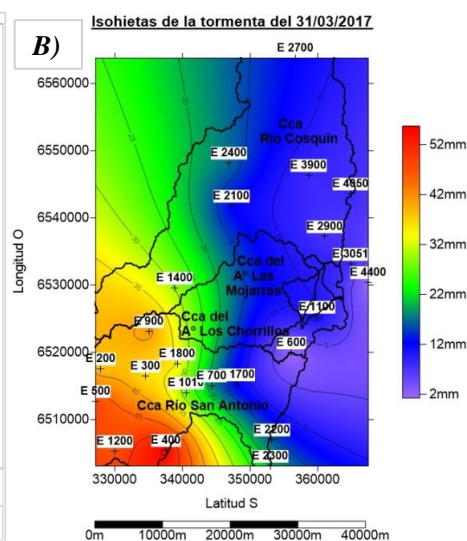 Isohietas de la tormenta del 31/03/2017
B)
E 2700
6560000
Cca
Rio Cosquin
6550000
E 2400
E 3900
E 4050
E 2100
6540000
E 2900
E 3051
E 4400
Longitud O
6530000
E 1400
Cca del
Aº Las
Mojarras
E 1100
Cca del
Aº Los Chorrillos
E 900
E 600
6520000
E 200
E 1800
E 300
E 1010
E 700
1700
E 500
6510000
Cca Río San Antonio
E 1200
E 400
E 2200
E 2300
330000 340000 350000 360000
Latitud S
0m 10000m 20000m 30000m 40000m
52mm
42mm
32mm
22mm
12mm
2mm